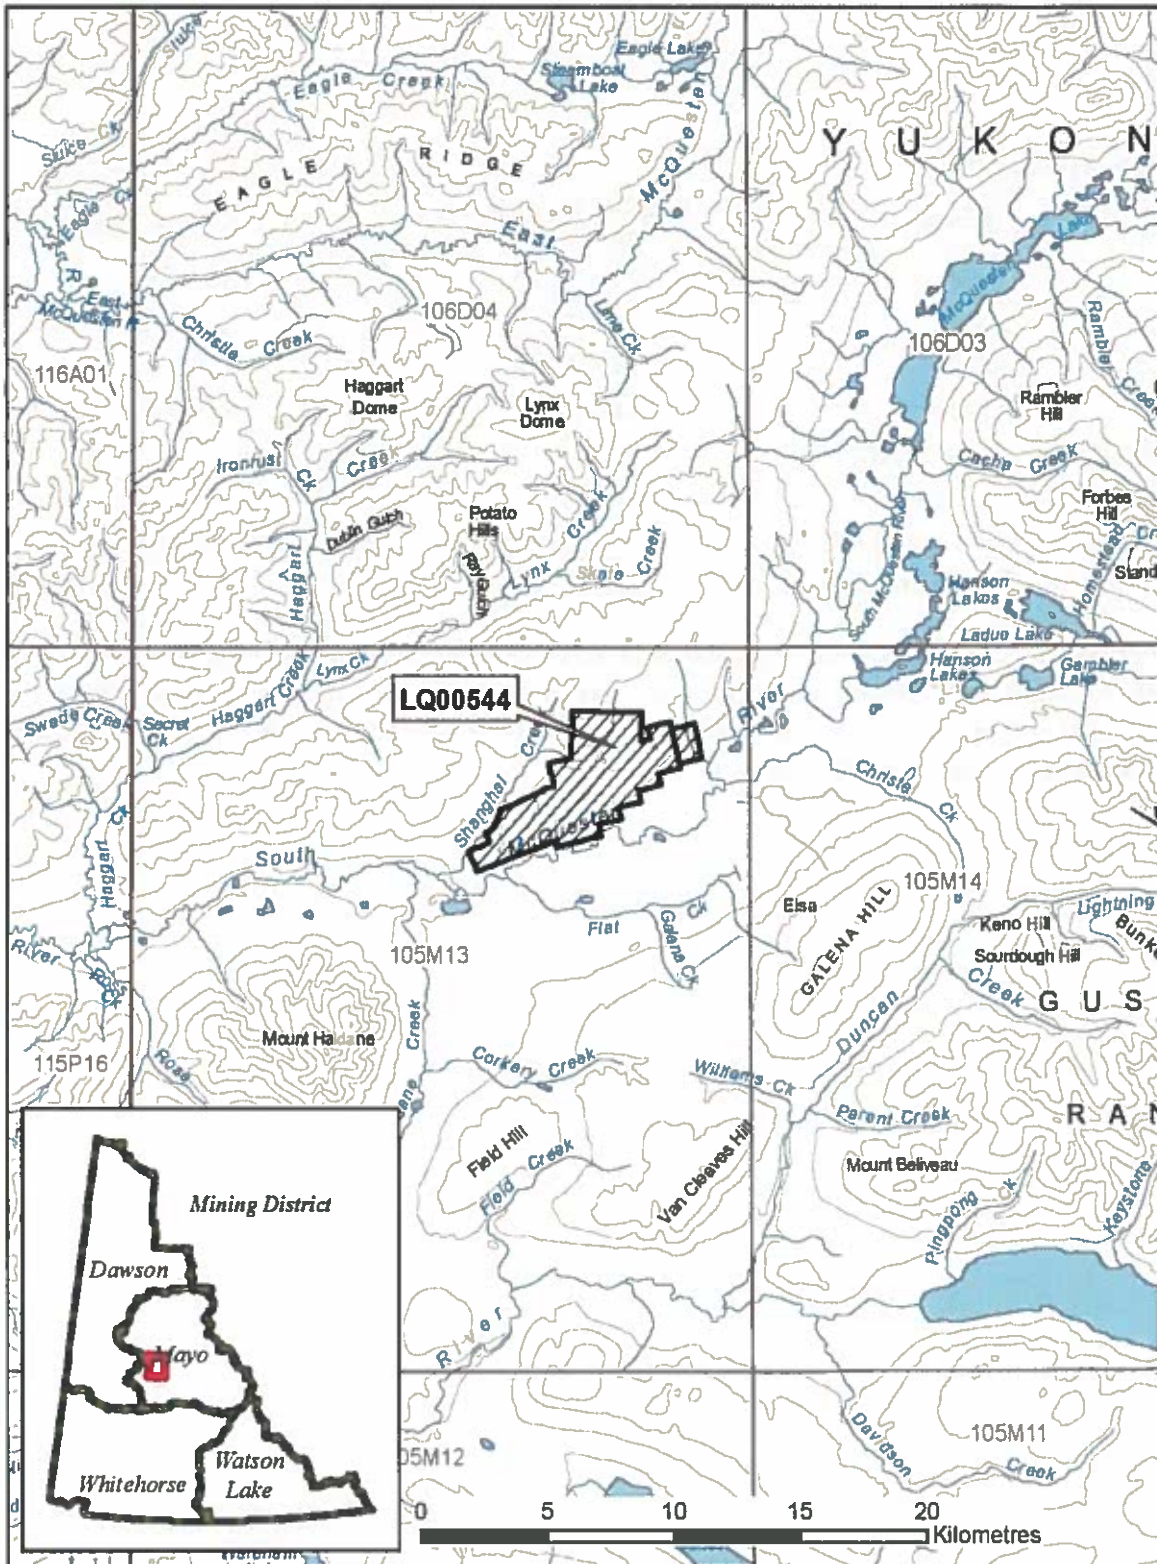 Sluice
Eagle Lake
Steamboat
Lake
Eagle Creek
McQuesten
YUKON
Sluice CK
EAGLE RIDGE
Eagle Ck
R
East
Lake
McQuesten
East
McQuesten R
Christie Creek
106D04
Lime Ck
106D03
Rambler
Creek
116A01
Haggart
Dome
Lynx
Dome
Rambler
Hill
Ironrust
Ck
Creek
Cache Creek
Forbes
Hill
Dublin Gulch
Potato
Hills
Creek
Homestead
Stand
Haggart
Ray Gulch
Lynx
Skate Creek
South McQuesten River
Hanson
Lakes
Ladue Lake
Lynx Ck
Hanson
Lakes
Gambler
Lake
Swede Creek
Secret
Ck
Haggart Creek
LQ00544
River
Shanghai
Christie
Ck
Ck
Haggart
South
105M14
Elsa
GALENA HILL
Flat
Ck
Galena Ck
Keno Hill
Lightning
Sourdough Hill
Creek
River
105M13
GUS
Duncan
Mount Haldane
Creek
115P16
Rose
Corkery Creek
Williams Ck
Parent Creek
RAN
Field Hill
Field Creek
Van Cleaves Hill
Mount Beliveau
Pingpong Ck
Keystone
Mining District
Dawson
Mayo
Whitehorse
Watson
Lake
River
Davidson
Creek
105M11
05M12
0 5 10 15 20
Kilometres